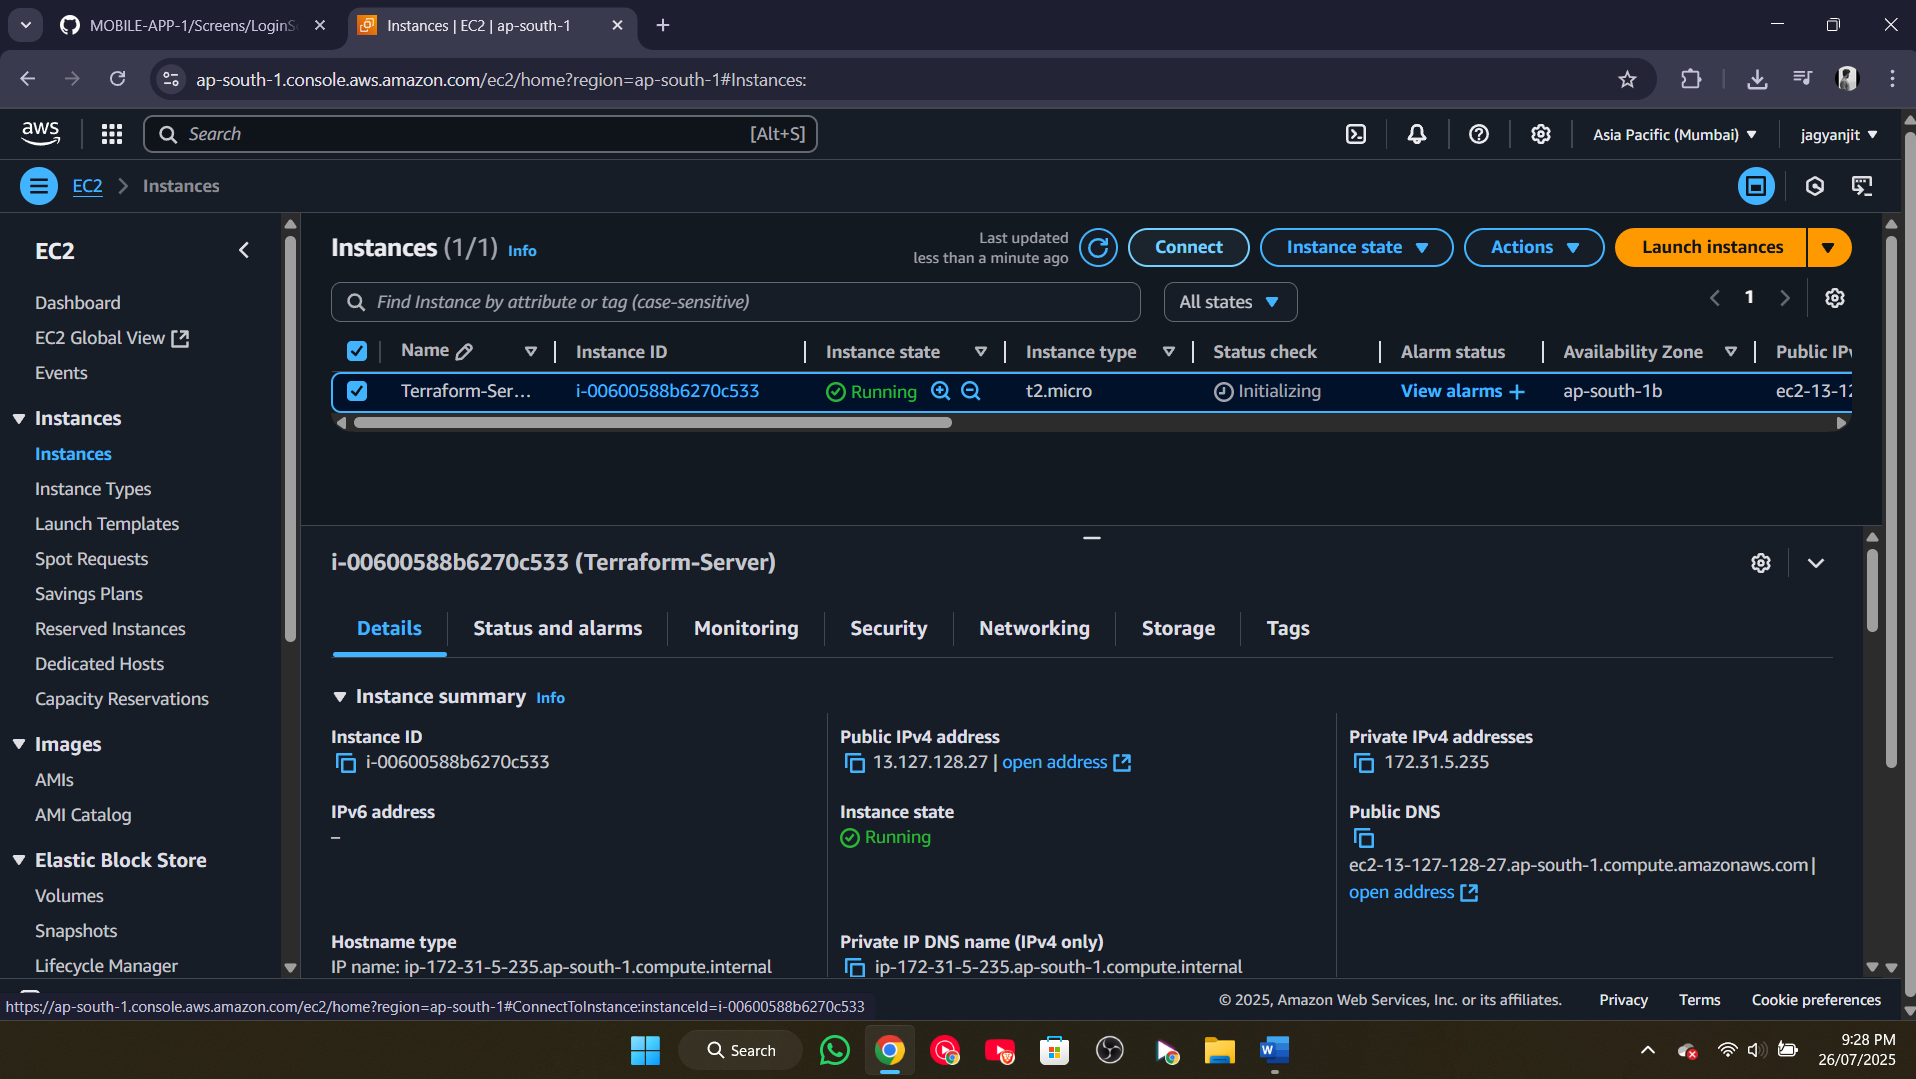 MOBILE-APP-1/Screens/LoginS
Instances | EC2 | ap-south-1
ap-south-1.console.aws.amazon.com/ec2/home?region=ap-south-1#Instances:
aws
Search
[Alt+S]
Asia Pacific (Mumbai)
jagyanjit
EC2
Instances
EC2
Dashboard
EC2 Global View
Events
Instances
Instances
Instance Types
Launch Templates
Spot Requests
Savings Plans
Reserved Instances
Dedicated Hosts
Capacity Reservations
Images
AMIs
AMI Catalog
Elastic Block Store
Volumes
Snapshots
Lifecycle Manager
Instances (1/1) Info
Last updated
less than a minute ago
Connect
Instance state
Actions
Launch instances
Find Instance by attribute or tag (case-sensitive)
All states
1
Name Instance ID Instance state Instance type Status check Alarm status Availability Zone Public IPv
Terraform-Ser... i-00600588b6270c533 Running t2.micro Initializing View alarms + ap-south-1b ec2-13-12
i-00600588b6270c533 (Terraform-Server)
Details Status and alarms Monitoring Security Networking Storage Tags
Instance summary Info
Instance ID
i-00600588b6270c533
Public IPv4 address
13.127.128.27 | open address
Private IPv4 addresses
172.31.5.235
IPv6 address
–
Instance state
Running
Public DNS
ec2-13-127-128-27.ap-south-1.compute.amazonaws.com |
open address
Hostname type
IP name: ip-172-31-5-235.ap-south-1.compute.internal
Private IP DNS name (IPv4 only)
ip-172-31-5-235.ap-south-1.compute.internal
https://ap-south-1.console.aws.amazon.com/ec2/home?region=ap-south-1#ConnectToInstance:instanceId=i-00600588b6270c533
© 2025, Amazon Web Services, Inc. or its affiliates.
Privacy
Terms
Cookie preferences
Search
9:28 PM
26/07/2025